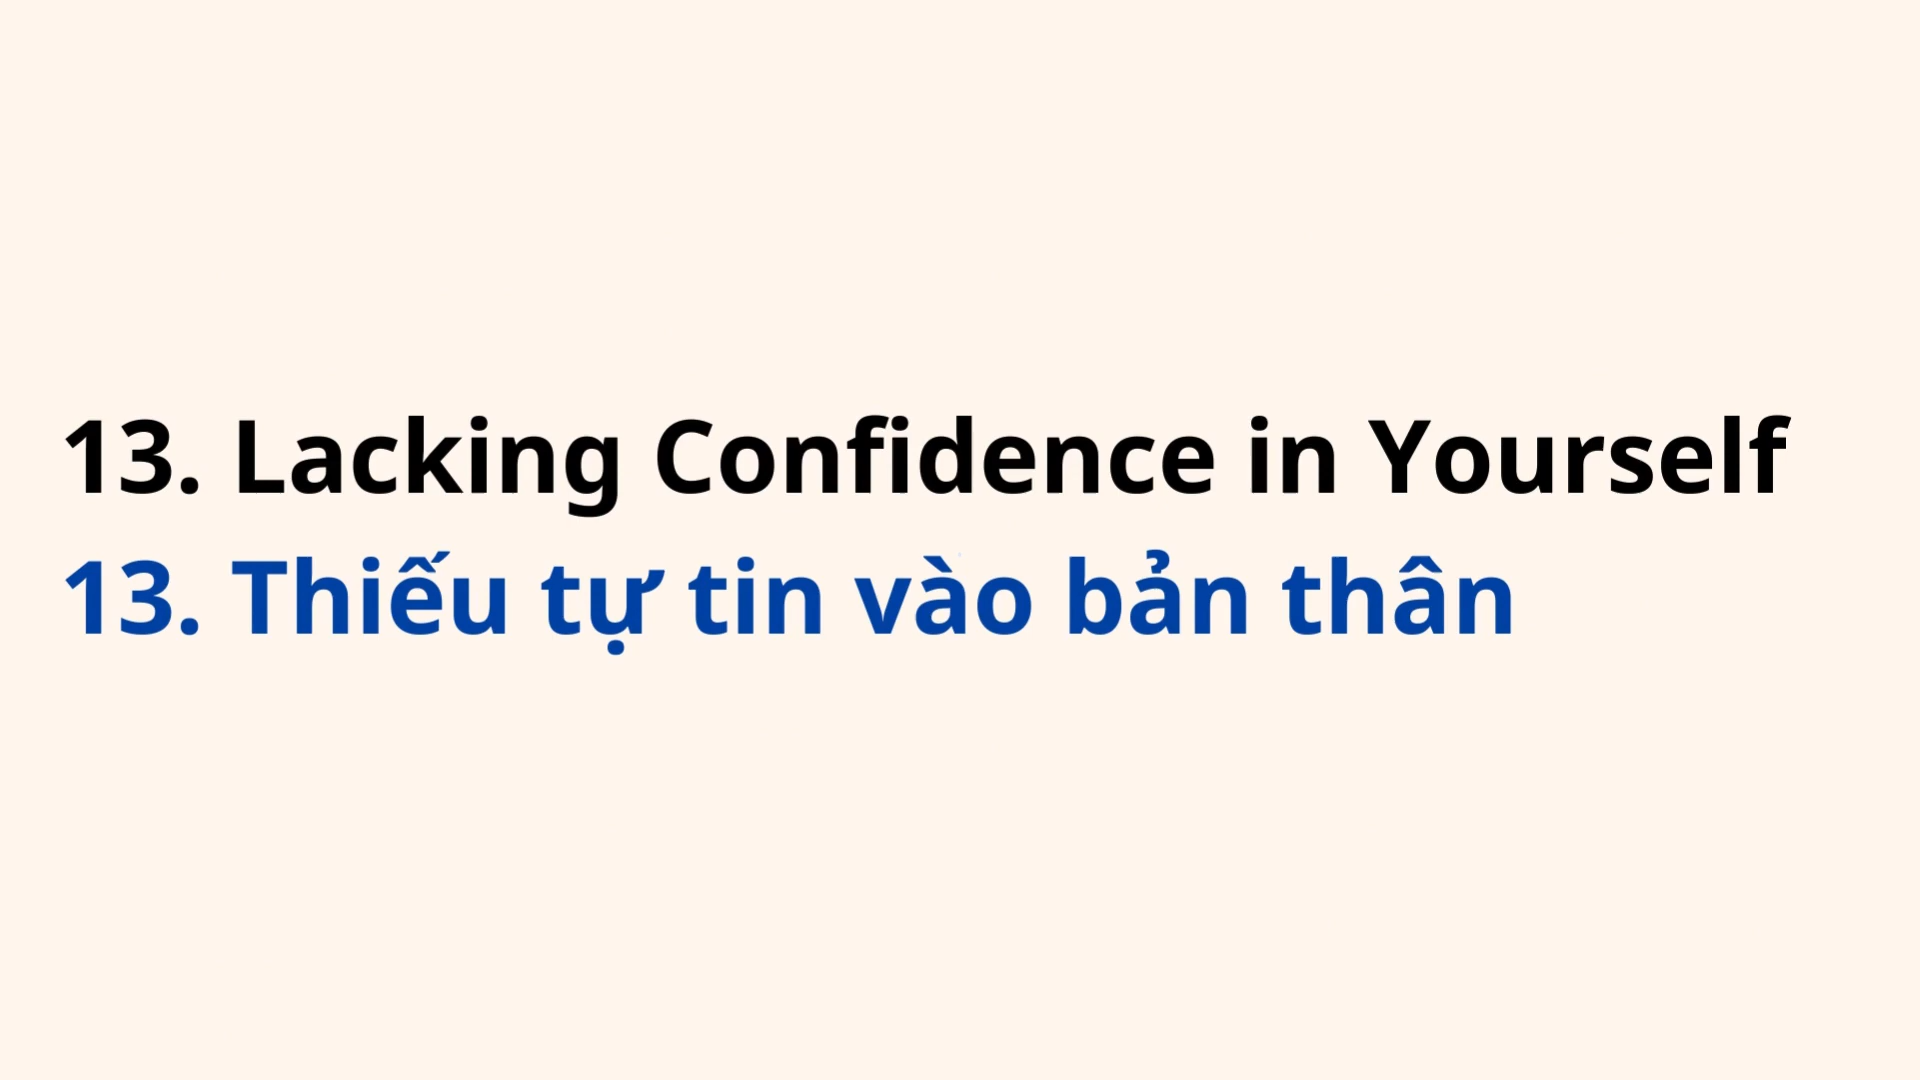 13. Lacking Confidence in Yourself
13. Thiếu tự tin vào bản thân